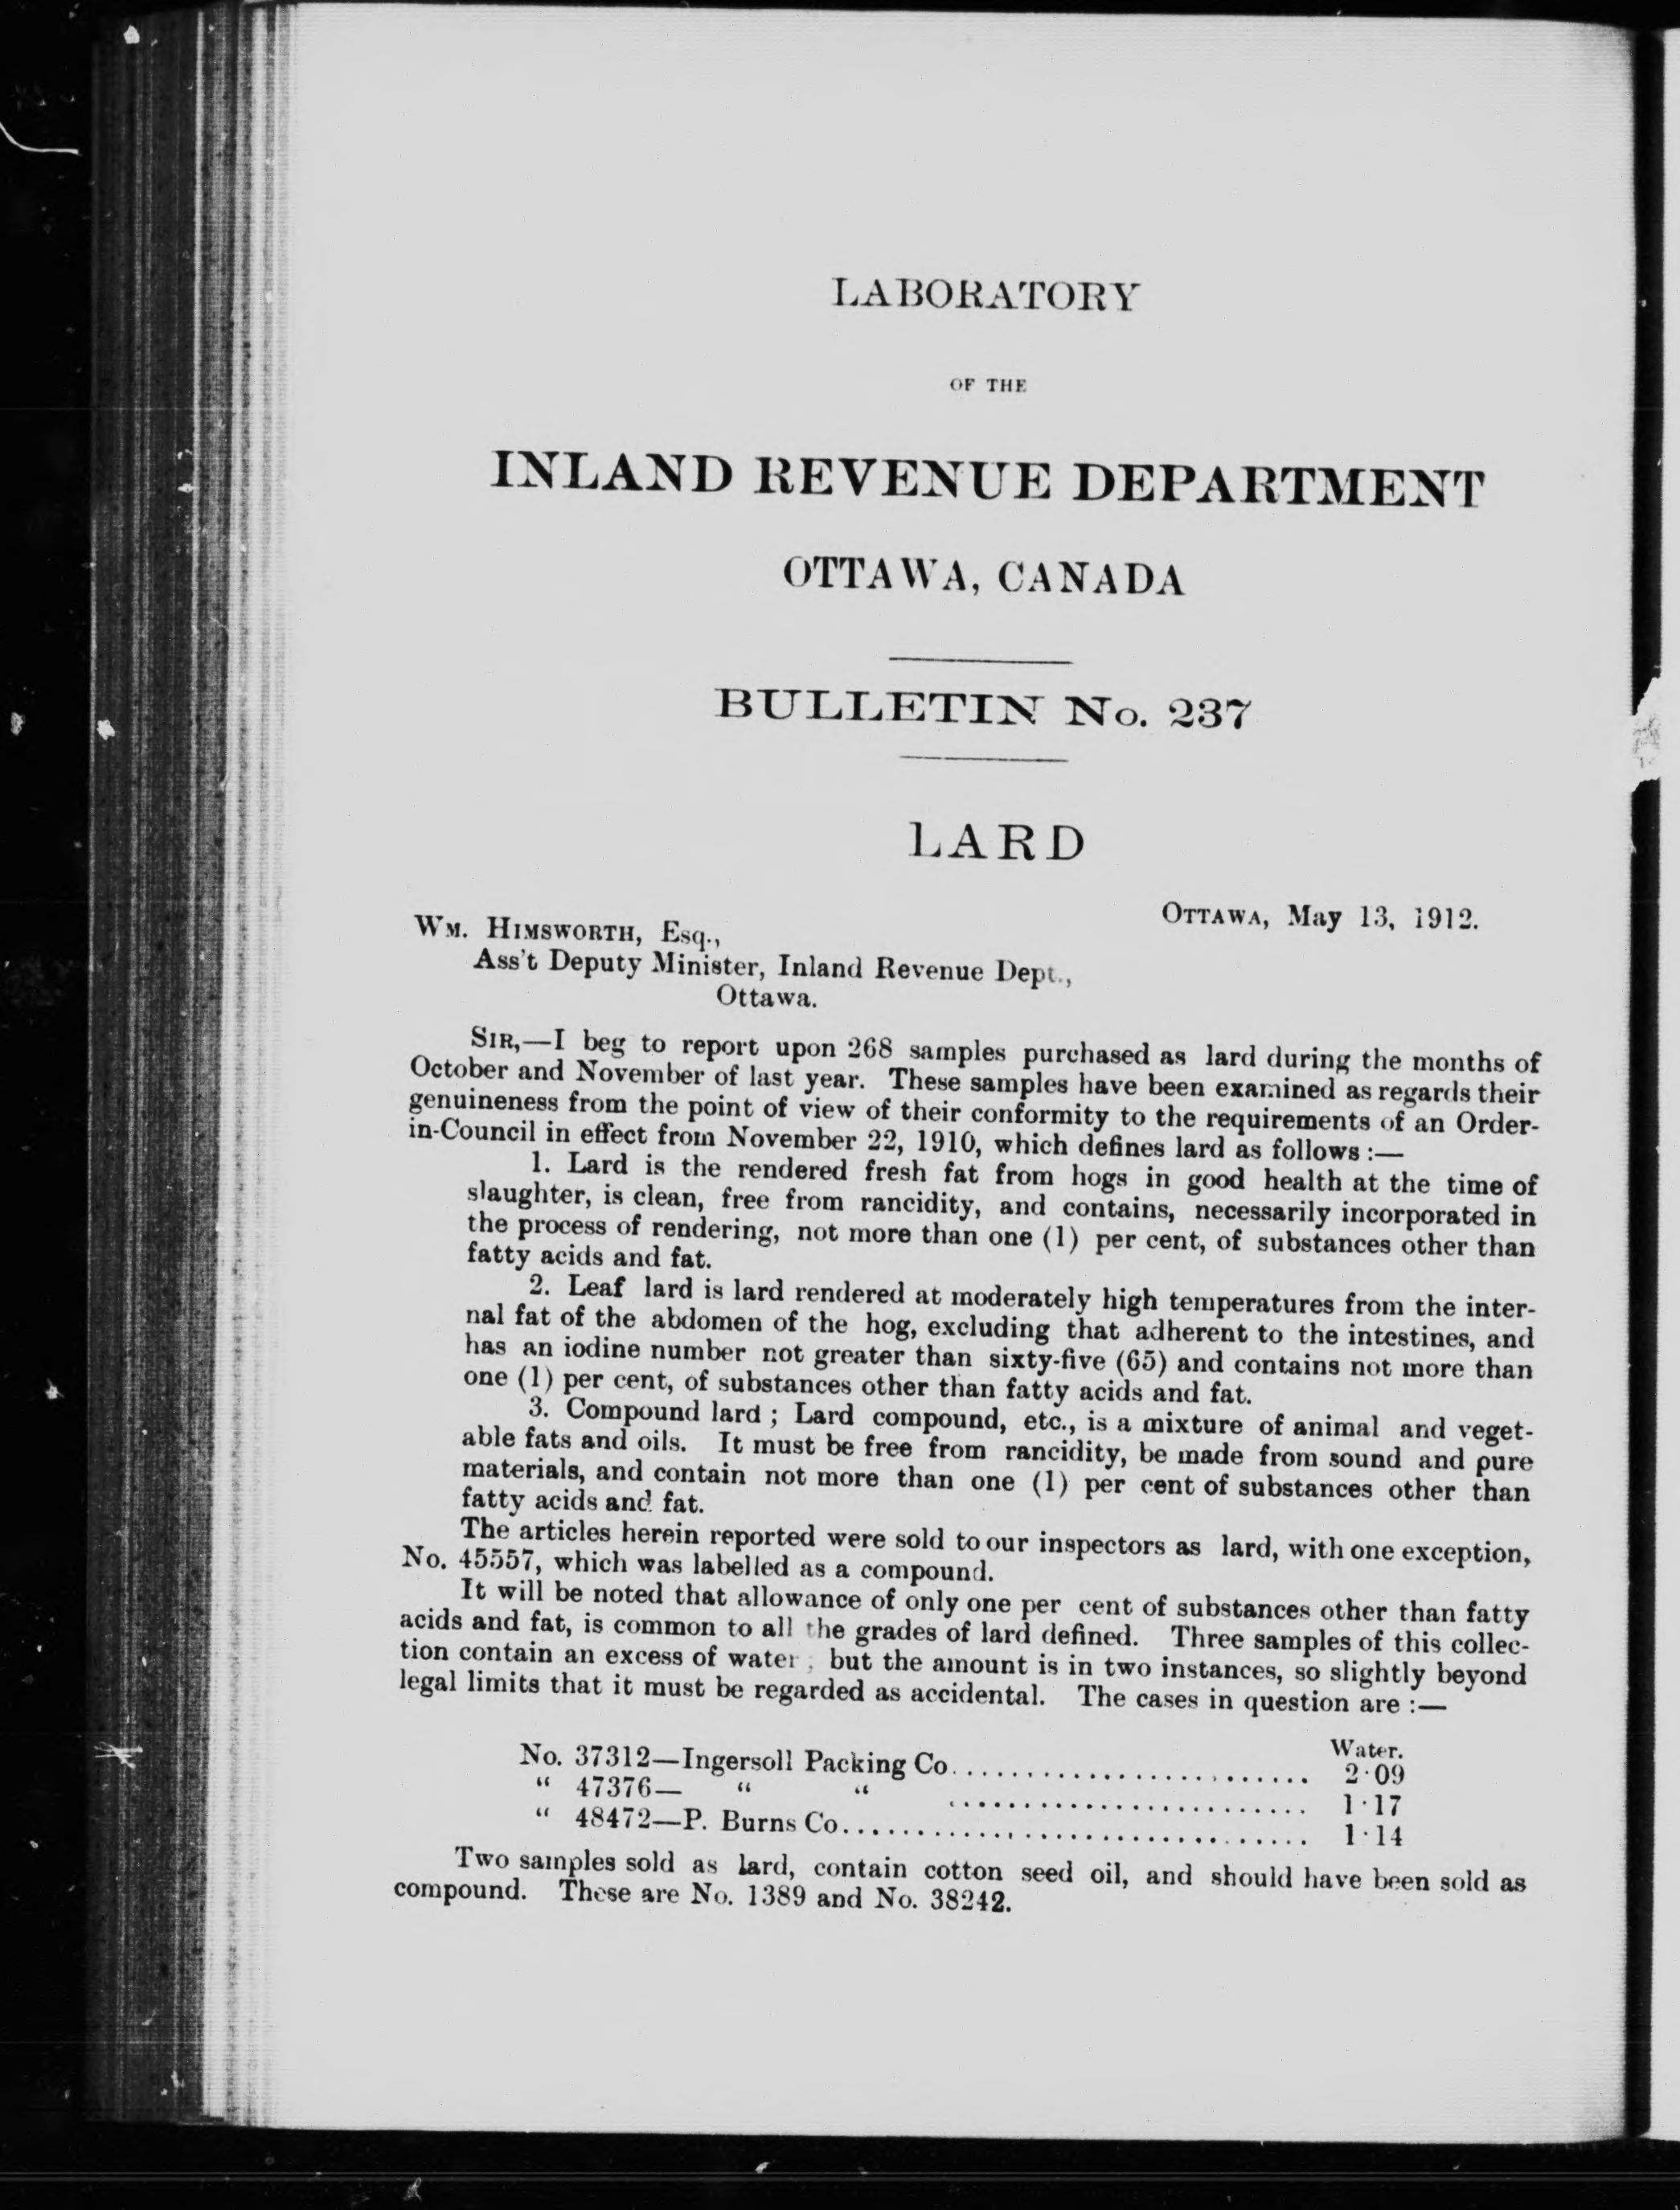 LABORATORY
OF THE
INLAND REVENUE DEPARTMENT
OTTAWA, CANADA
BULLETIN No. 237
LARD
OTTAWA, May 13, 1912.
WM. HIMSWORTH, Esq.,
Ass't Deputy Minister, Inland Revenue Dept.,
Ottawa.
SIR,—I beg to report upon 268 samples purchased as lard during the months of
October and November of last year. These samples have been examined as regards their
genuineness from the point of view of their conformity to the requirements of an Order-
in-Council in effect from November 22, 1910, which defines lard as follows :—
1. Lard is the rendered fresh fat from hogs in good health at the time of
slaughter, is clean, free from rancidity, and contains, necessarily incorporated in
the process of rendering, not more than one (1) per cent, of substances other than
fatty acids and fat.
2. Leaf lard is lard rendered at moderately high temperatures from the inter-
nal fat of the abdomen of the hog, excluding that adherent to the intestines, and
has an iodine number not greater than sixty-five (65) and contains not more than
one (1) per cent, of substances other than fatty acids and fat.
3. Compound lard ; Lard compound, etc., is a mixture of animal and veget-
able fats and oils. It must be free from rancidity, be made from sound and pure
materials, and contain not more than one (1) per cent of substances other than
fatty acids and fat.
The articles herein reported were sold to our inspectors as lard, with one exception,
No. 45557, which was labelled as a compound.
It will be noted that allowance of only one per cent of substances other than fatty
acids and fat, is common to all the grades of lard defined. Three samples of this collec-
tion contain an excess of water ; but the amount is in two instances, so slightly beyond
legal limits that it must be regarded as accidental. The cases in question are :—
Water.
No. 37312—Ingersoll Packing Co.......................... 2·09
“ 47376— “ “ ......................... 1·17
“ 48472—P. Burns Co................................. 1·14
Two samples sold as lard, contain cotton seed oil, and should have been sold as
compound. These are No. 1389 and No. 38242.